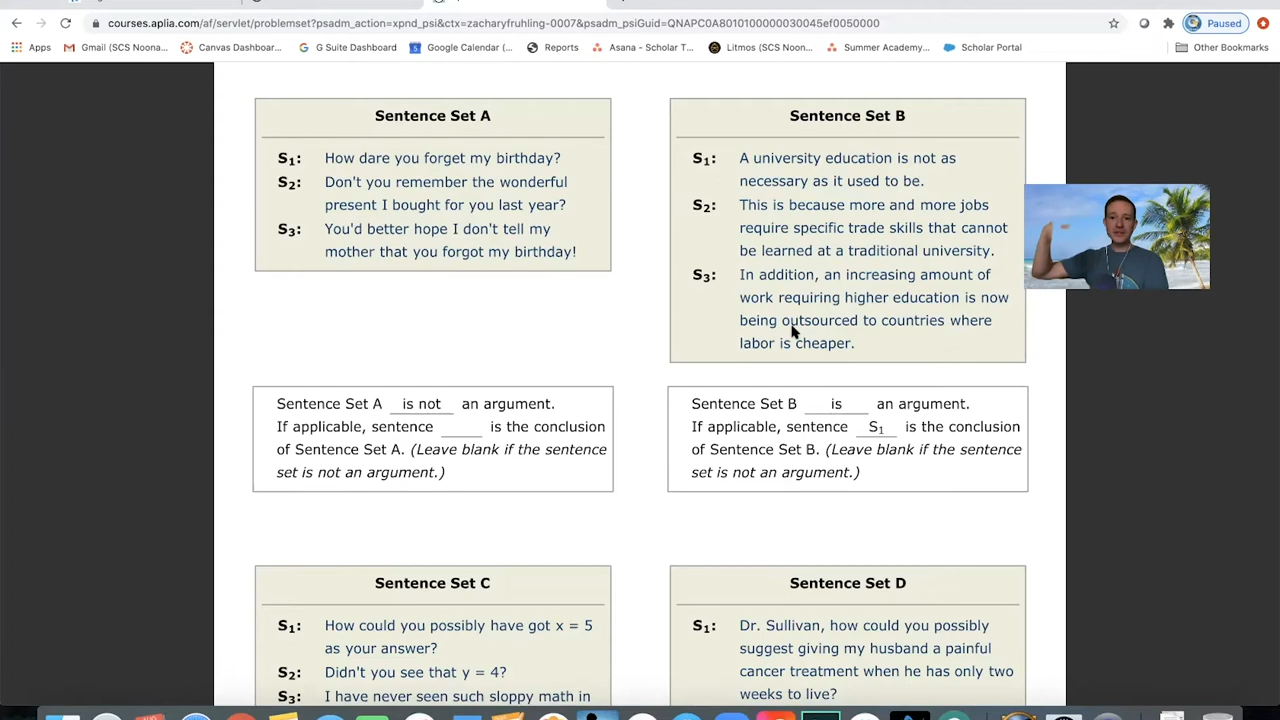 courses.aplia.com/af/servlet/problemset?psadm_action=xpnd_psi&ctx=zacharyfruhling-0007&psadm_psiGuid=QNAPC0A8010100000030045ef0050000
Paused
Apps Gmail (SCS Noona... Canvas Dashboar... G Suite Dashboard Google Calendar (... Reports Asana - Scholar T... Litmos (SCS Noon... Summer Academy... Scholar Portal Other Bookmarks
Sentence Set A
S1: How dare you forget my birthday?
S2: Don't you remember the wonderful
present I bought for you last year?
S3: You'd better hope I don't tell my
mother that you forgot my birthday!
Sentence Set B
S1: A university education is not as
necessary as it used to be.
S2: This is because more and more jobs
require specific trade skills that cannot
be learned at a traditional university.
S3: In addition, an increasing amount of
work requiring higher education is now
being outsourced to countries where
labor is cheaper.
Sentence Set A is not an argument.
If applicable, sentence ____ is the conclusion
of Sentence Set A. (Leave blank if the sentence
set is not an argument.)
Sentence Set B is an argument.
If applicable, sentence S1 is the conclusion
of Sentence Set B. (Leave blank if the sentence
set is not an argument.)
Sentence Set C
S1: How could you possibly have got x = 5
as your answer?
S2: Didn't you see that y = 4?
S3: I have never seen such sloppy math in
Sentence Set D
S1: Dr. Sullivan, how could you possibly
suggest giving my husband a painful
cancer treatment when he has only two
weeks to live?